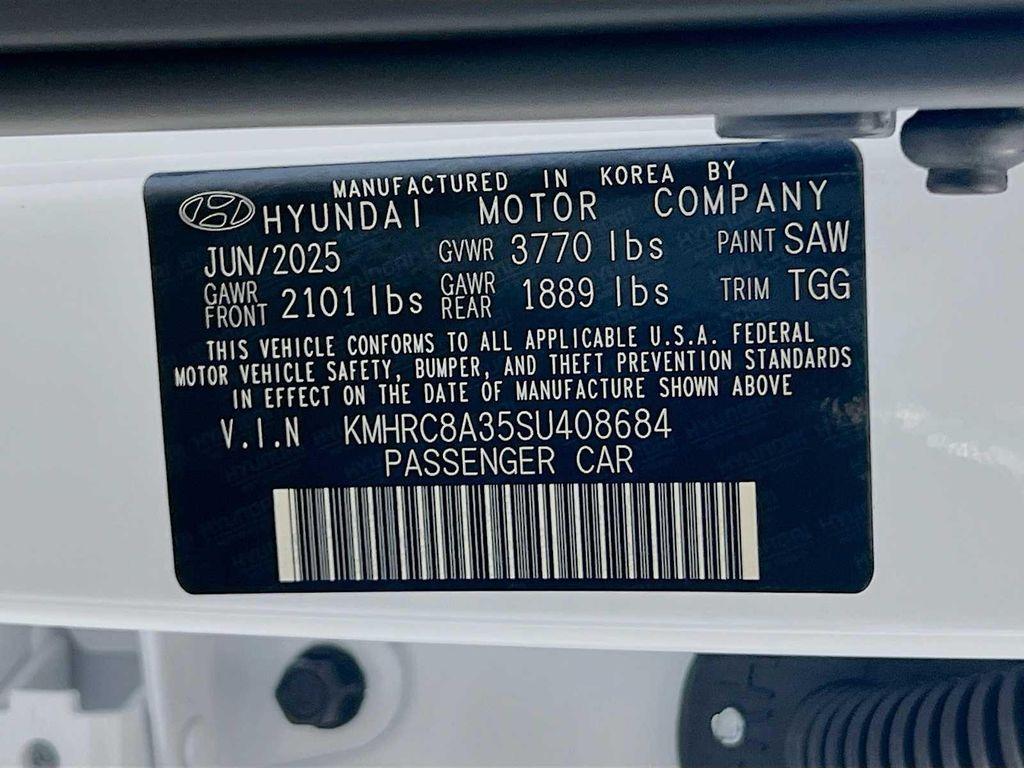 MANUFACTURED IN KOREA BY
HYUNDAI MOTOR COMPANY
JUN/2025 GVWR 3770 lbs PAINT SAW
GAWR FRONT 2101 lbs GAWR REAR 1889 lbs TRIM TGG
THIS VEHICLE CONFORMS TO ALL APPLICABLE U.S.A. FEDERAL
MOTOR VEHICLE SAFETY, BUMPER, AND THEFT PREVENTION STANDARDS
IN EFFECT ON THE DATE OF MANUFACTURE SHOWN ABOVE
V.I.N KMHRC8A35SU408684
PASSENGER CAR